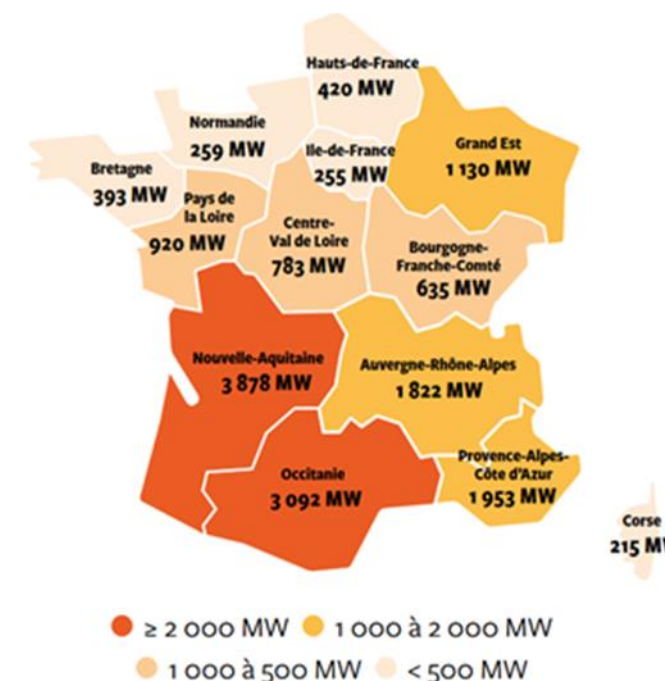 Hauts-de-France
420 MW
Normandie
259 MW
Ile-de-France
255 MW
Grand Est
1 130 MW
Bretagne
393 MW
Pays de
la Loire
920 MW
Centre-
Val de Loire
783 MW
Bourgogne-
Franche-Comté
635 MW
Nouvelle-Aquitaine
3 878 MW
Auvergne-Rhône-Alpes
1 822 MW
Occitanie
3 092 MW
Provence-Alpes-
Côte d'Azur
1 953 MW
Corse
215 MW
≥ 2 000 MW 1 000 à 2 000 MW
1 000 à 500 MW < 500 MW